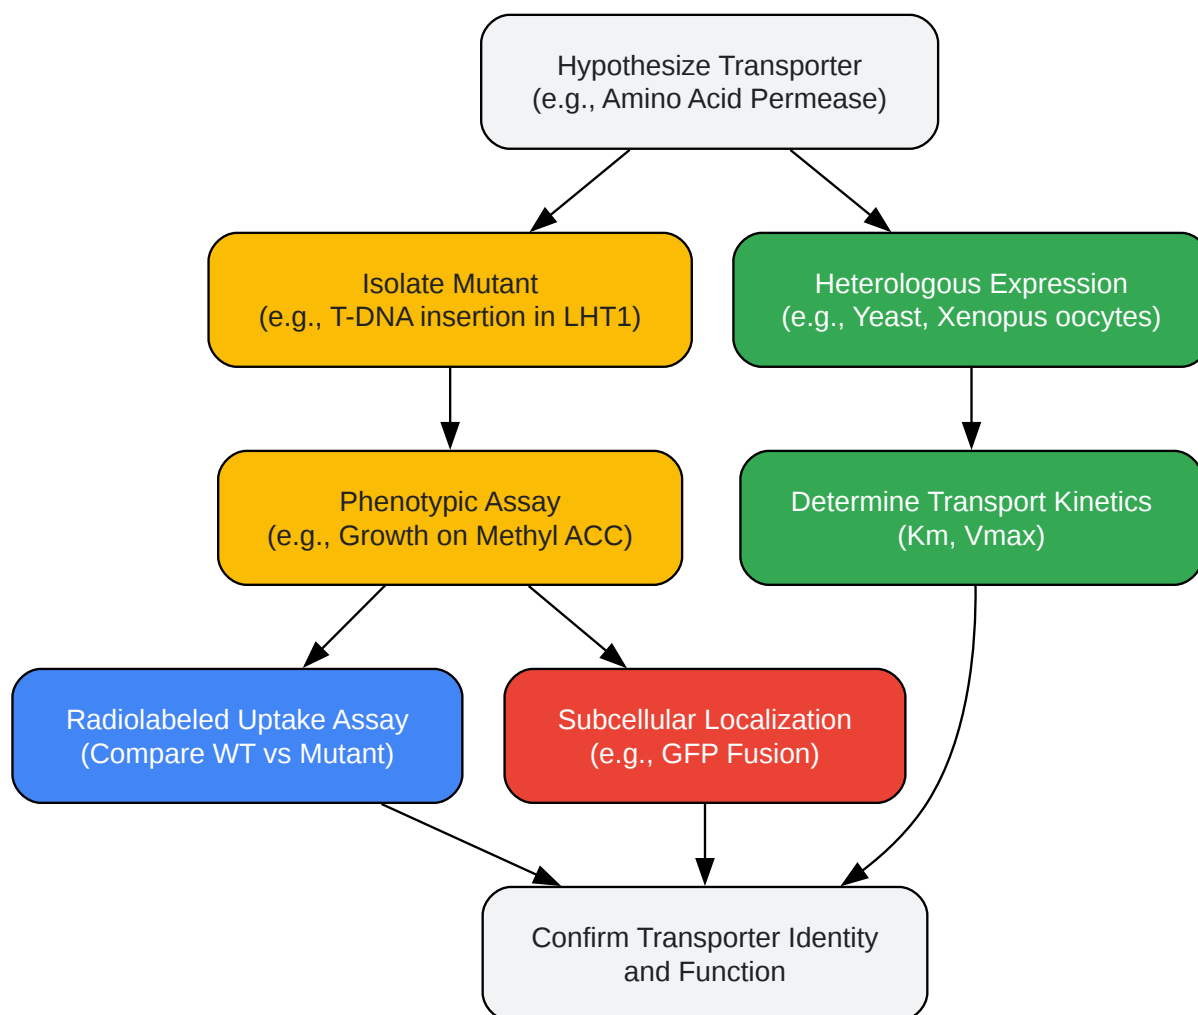 Hypothesize Transporter
(e.g., Amino Acid Permease)
Isolate Mutant
(e.g., T-DNA insertion in LHT1)
Heterologous Expression
(e.g., Yeast, Xenopus oocytes)
Phenotypic Assay
(e.g., Growth on Methyl ACC)
Determine Transport Kinetics
(Km, Vmax)
Radiolabeled Uptake Assay
(Compare WT vs Mutant)
Subcellular Localization
(e.g., GFP Fusion)
Confirm Transporter Identity
and Function